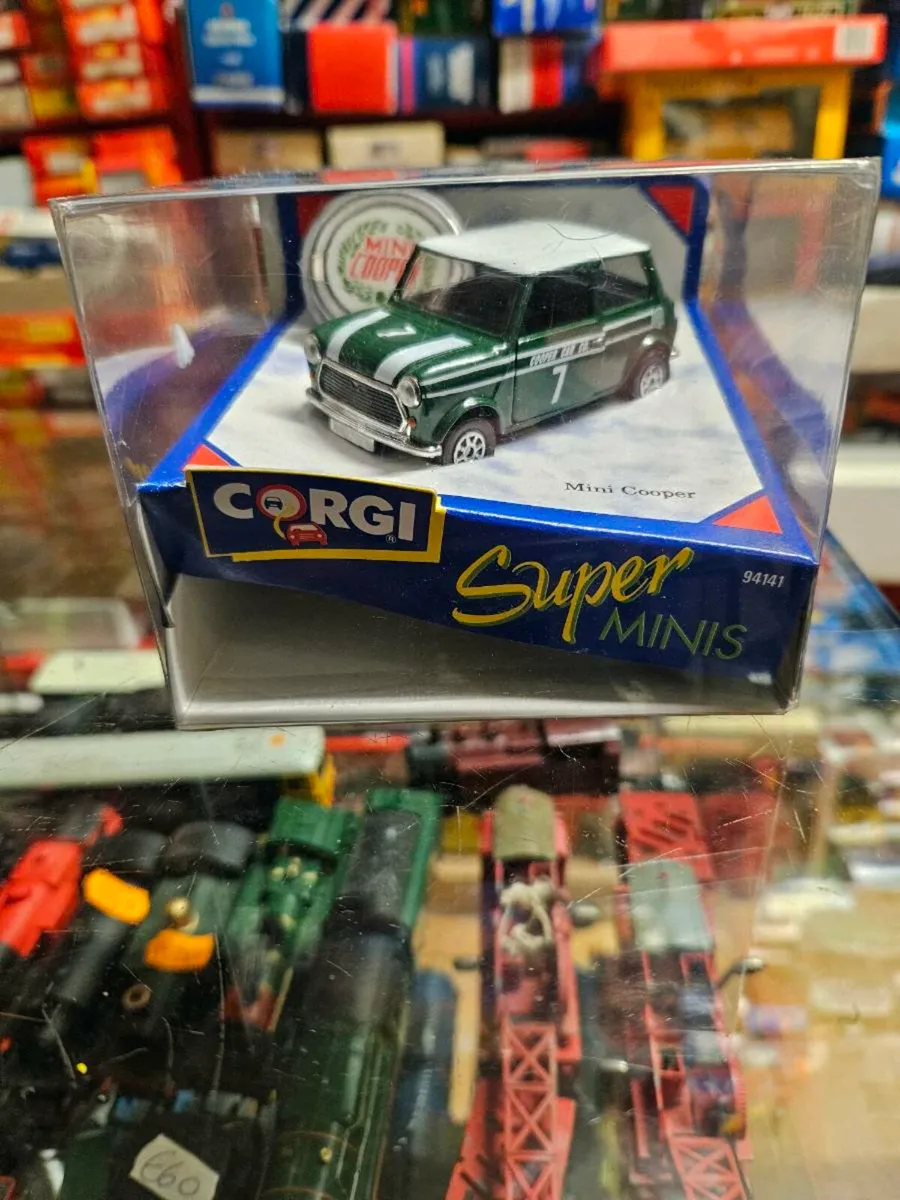 MINI
COOPER
7
COOPER CAR CO.
7
Mini Cooper
CORGI
®
Super
MINIS
94141
£60